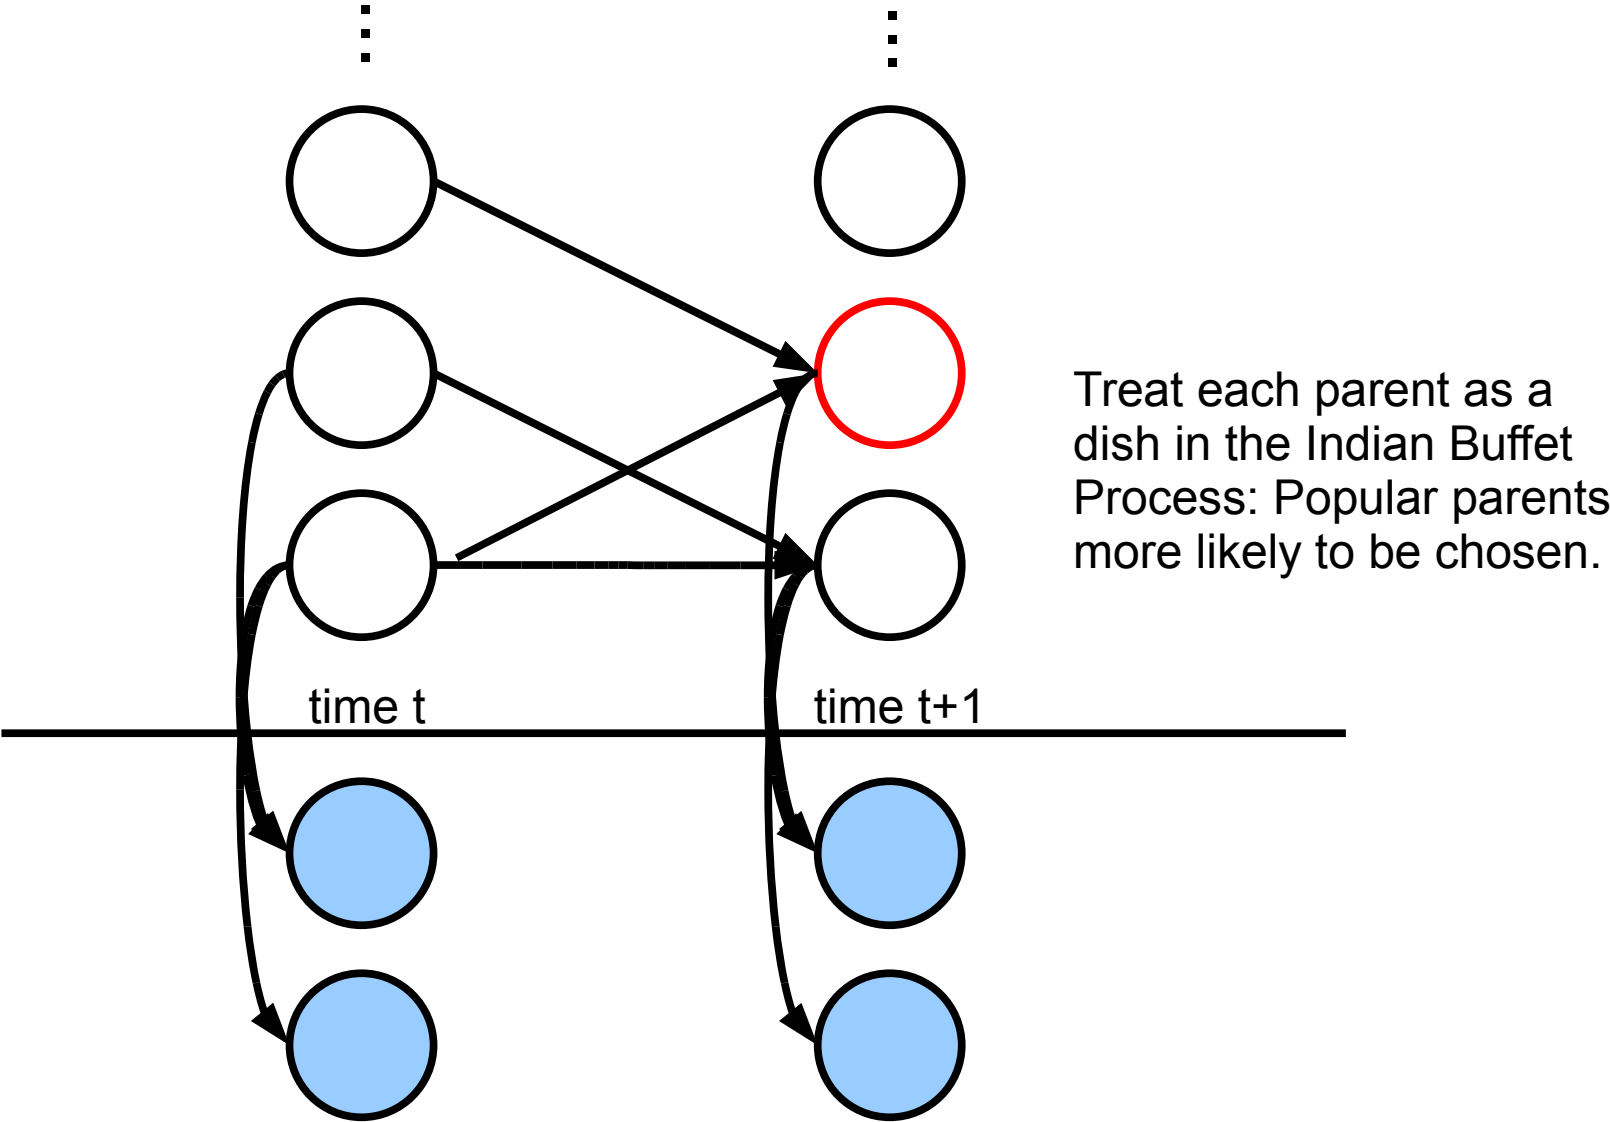 Treat each parent as a
dish in the Indian Buffet
Process: Popular parents
more likely to be chosen.
time t
time t+1